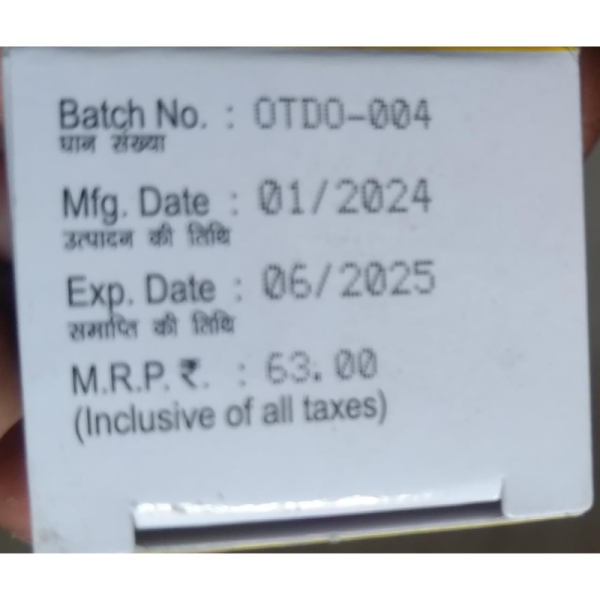 Batch No. : OTDO-004
घान संख्या
Mfg. Date : 01/2024
उत्पादन की तिथि
Exp. Date : 06/2025
समाप्ति की तिथि
M.R.P. ₹. : 63.00
(Inclusive of all taxes)